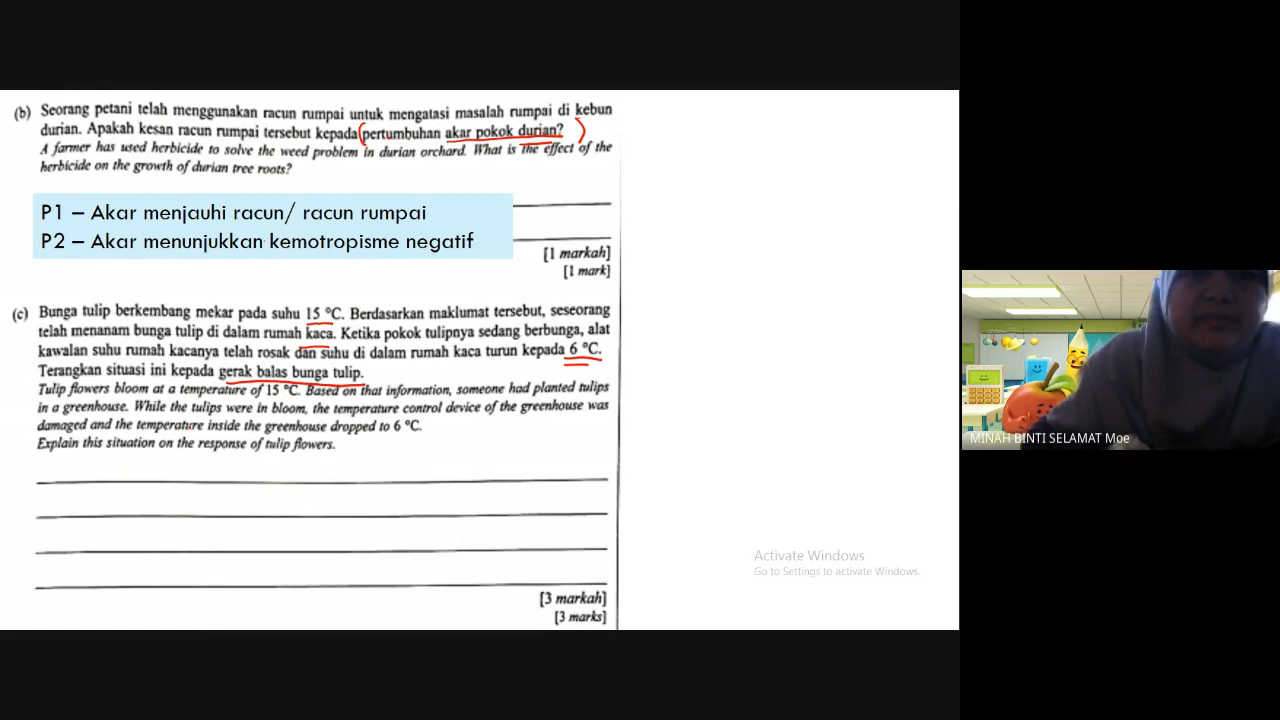 (b) Seorang petani telah menggunakan racun rumpai untuk mengatasi masalah rumpai di kebun
durian. Apakah kesan racun rumpai tersebut kepada pertumbuhan akar pokok durian?
A farmer has used herbicide to solve the weed problem in durian orchard. What is the effect of the
herbicide on the growth of durian tree roots?
P1 – Akar menjauhi racun/ racun rumpai
P2 – Akar menunjukkan kemotropisme negatif
[1 markah]
[1 mark]
(c) Bunga tulip berkembang mekar pada suhu 15 °C. Berdasarkan maklumat tersebut, seseorang
telah menanam bunga tulip di dalam rumah kaca. Ketika pokok tulipnya sedang berbunga, alat
kawalan suhu rumah kacanya telah rosak dan suhu di dalam rumah kaca turun kepada 6 °C.
Terangkan situasi ini kepada gerak balas bunga tulip.
Tulip flowers bloom at a temperature of 15 °C. Based on that information, someone had planted tulips
in a greenhouse. While the tulips were in bloom, the temperature control device of the greenhouse was
damaged and the temperature inside the greenhouse dropped to 6 °C.
Explain this situation on the response of tulip flowers.
[3 markah]
[3 marks]
Activate Windows
Go to Settings to activate Windows.
MINAH BINTI SELAMAT Moe